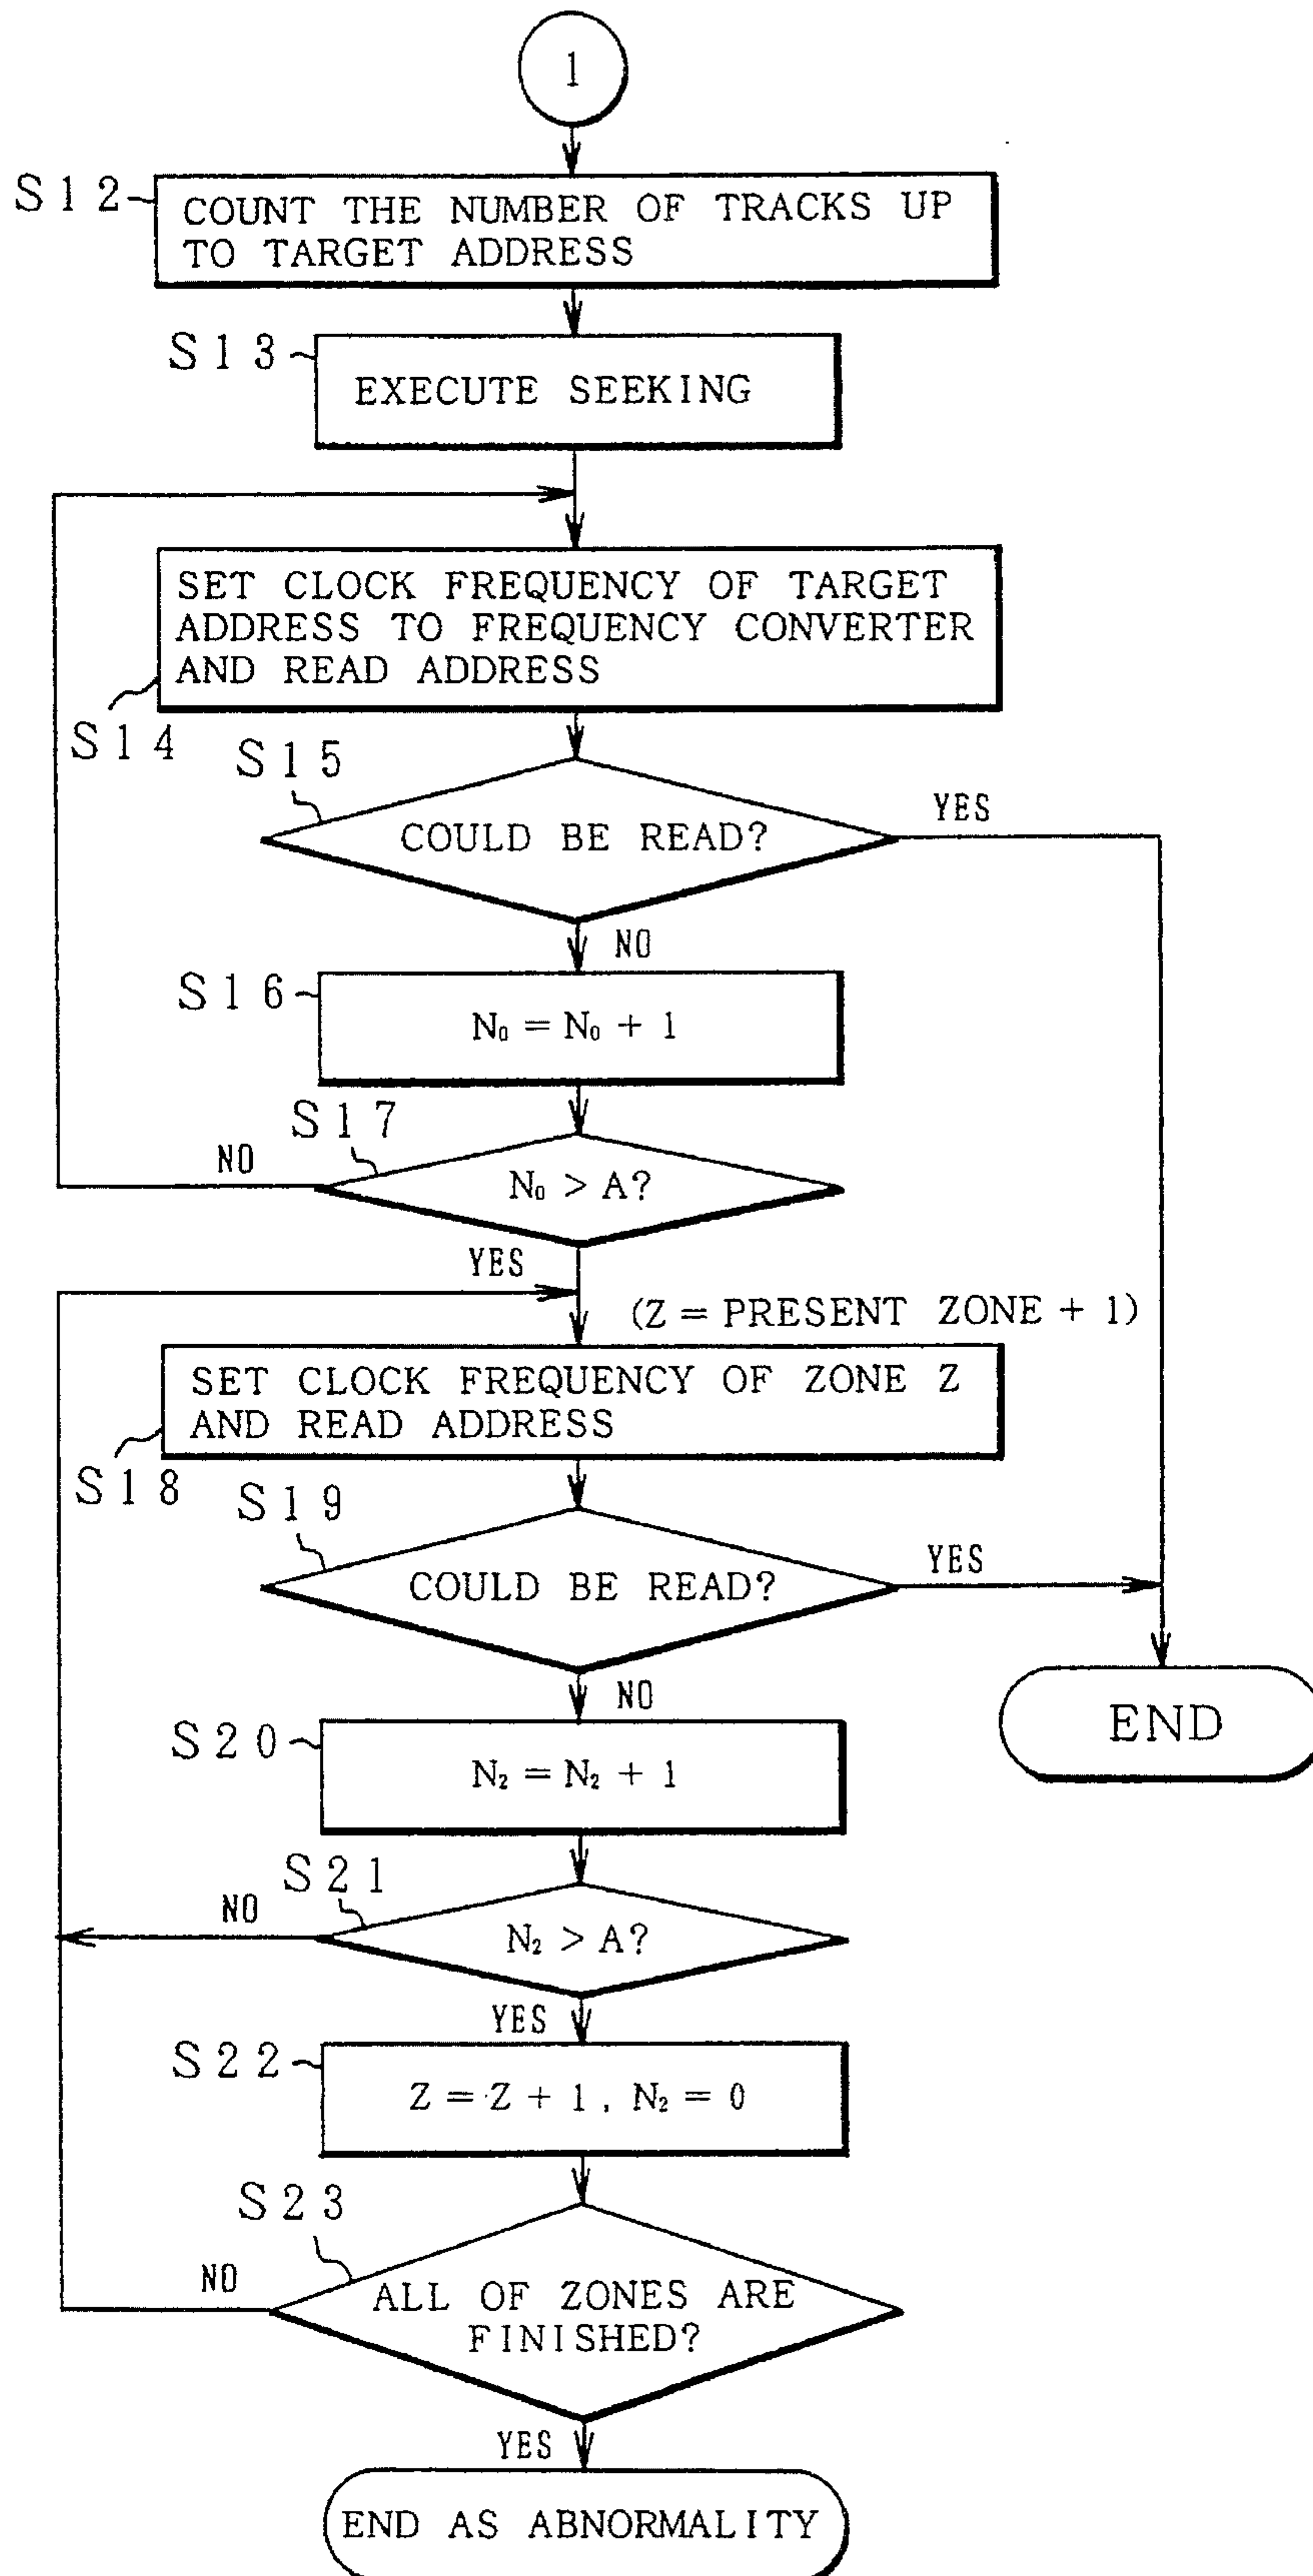 1
S12
COUNT THE NUMBER OF TRACKS UP
TO TARGET ADDRESS
S13
EXECUTE SEEKING
SET CLOCK FREQUENCY OF TARGET
ADDRESS TO FREQUENCY CONVERTER
AND READ ADDRESS
S14
S15
COULD BE READ?
YES
NO
S16
N₀ = N₀ + 1
S17
N₀ > A?
NO
YES
(Z = PRESENT ZONE + 1)
SET CLOCK FREQUENCY OF ZONE Z
AND READ ADDRESS
S18
S19
COULD BE READ?
YES
NO
END
S20
N₂ = N₂ + 1
S21
N₂ > A?
NO
YES
S22
Z = Z + 1, N₂ = 0
S23
ALL OF ZONES ARE
FINISHED?
NO
YES
END AS ABNORMALITY